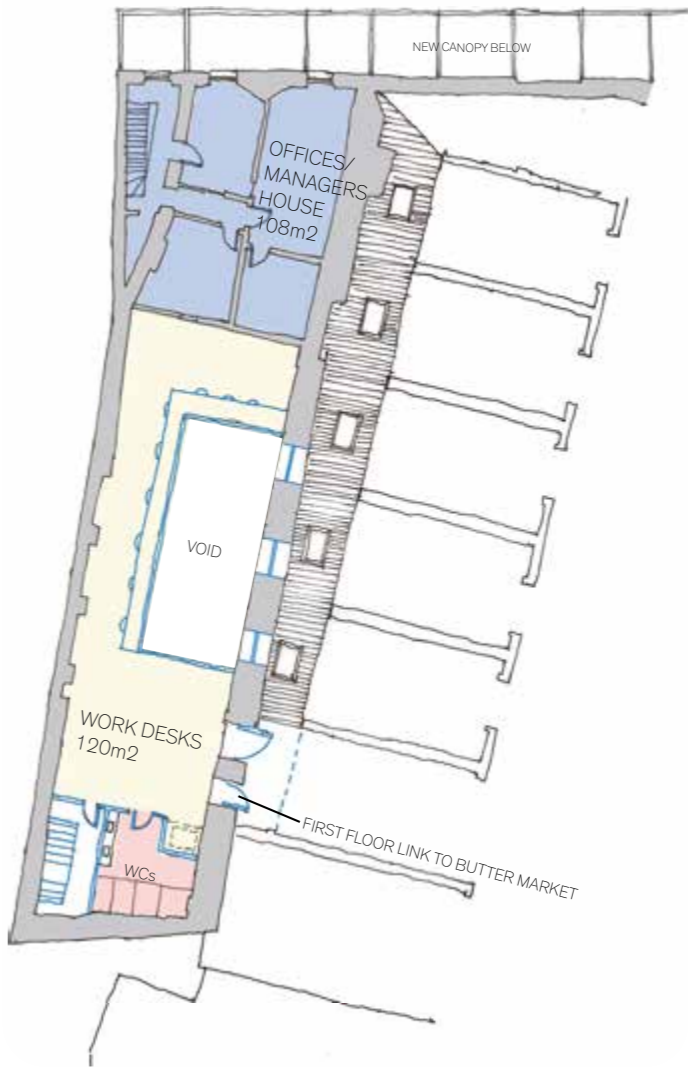 NEW CANOPY BELOW
OFFICES/
MANAGERS
HOUSE
108m2
VOID
WORK DESKS
120m2
FIRST FLOOR LINK TO BUTTER MARKET
WCs